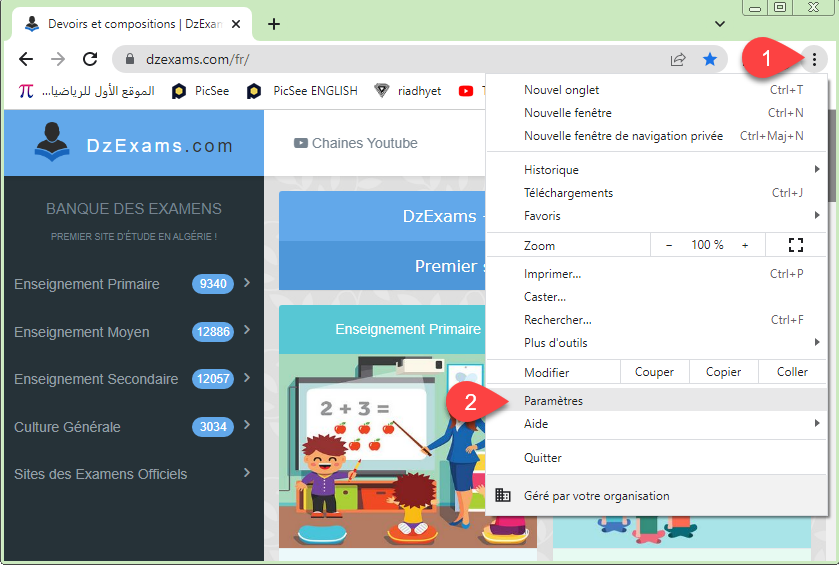 Devoirs et compositions | DzExam
dzexams.com/fr/
1
الموقع الأول للرياضيا...
PicSee
PicSee ENGLISH
riadhyet
DzExams.com
Chaines Youtube
BANQUE DES EXAMENS
PREMIER SITE D'ÉTUDE EN ALGÉRIE !
Enseignement Primaire 9340
Enseignement Moyen 12886
Enseignement Secondaire 12057
Culture Générale 3034
Sites des Examens Officiels
DzExams -
Premier s
Enseignement Primaire
2 + 3 =
Nouvel onglet Ctrl+T
Nouvelle fenêtre Ctrl+N
Nouvelle fenêtre de navigation privée Ctrl+Maj+N
Historique
Téléchargements Ctrl+J
Favoris
Zoom - 100 % +
Imprimer... Ctrl+P
Caster...
Rechercher... Ctrl+F
Plus d'outils
Modifier Couper Copier Coller
2
Paramètres
Aide
Quitter
Géré par votre organisation